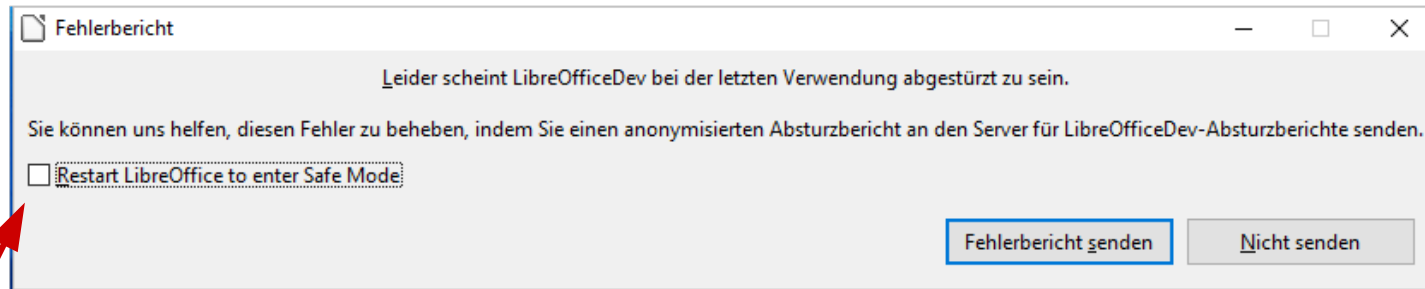 Fehlerbericht
Leider scheint LibreOfficeDev bei der letzten Verwendung abgestürzt zu sein.
Sie können uns helfen, diesen Fehler zu beheben, indem Sie einen anonymisierten Absturzbericht an den Server für LibreOfficeDev-Absturzberichte senden.
Restart LibreOffice to enter Safe Mode
Fehlerbericht senden Nicht senden